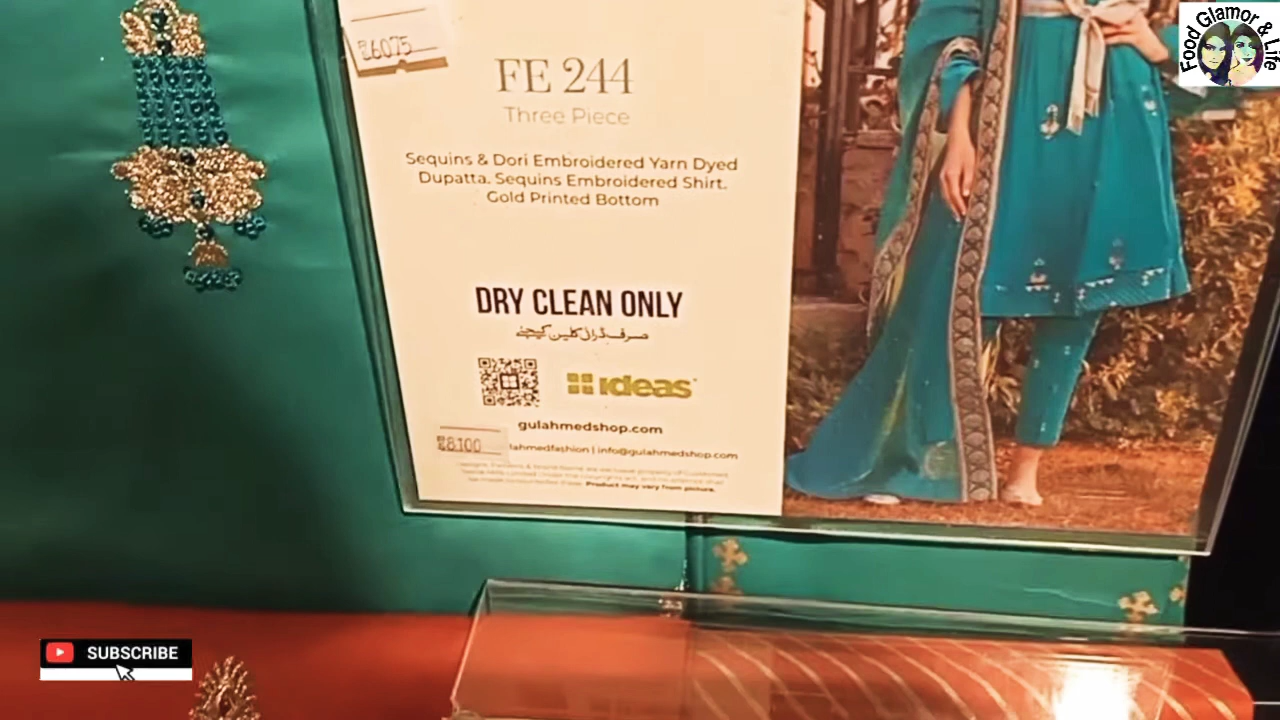 Food Glamor & Life
6075
FE 244
Three Piece
Sequins & Dori Embroidered Yarn Dyed
Dupatta. Sequins Embroidered Shirt.
Gold Printed Bottom
DRY CLEAN ONLY
صرف ڈرائی کلین کیجئے
ideas
gulahmedshop.com
8100
lahmedfashion | info@gulahmedshop.com
Product may vary from picture.
SUBSCRIBE